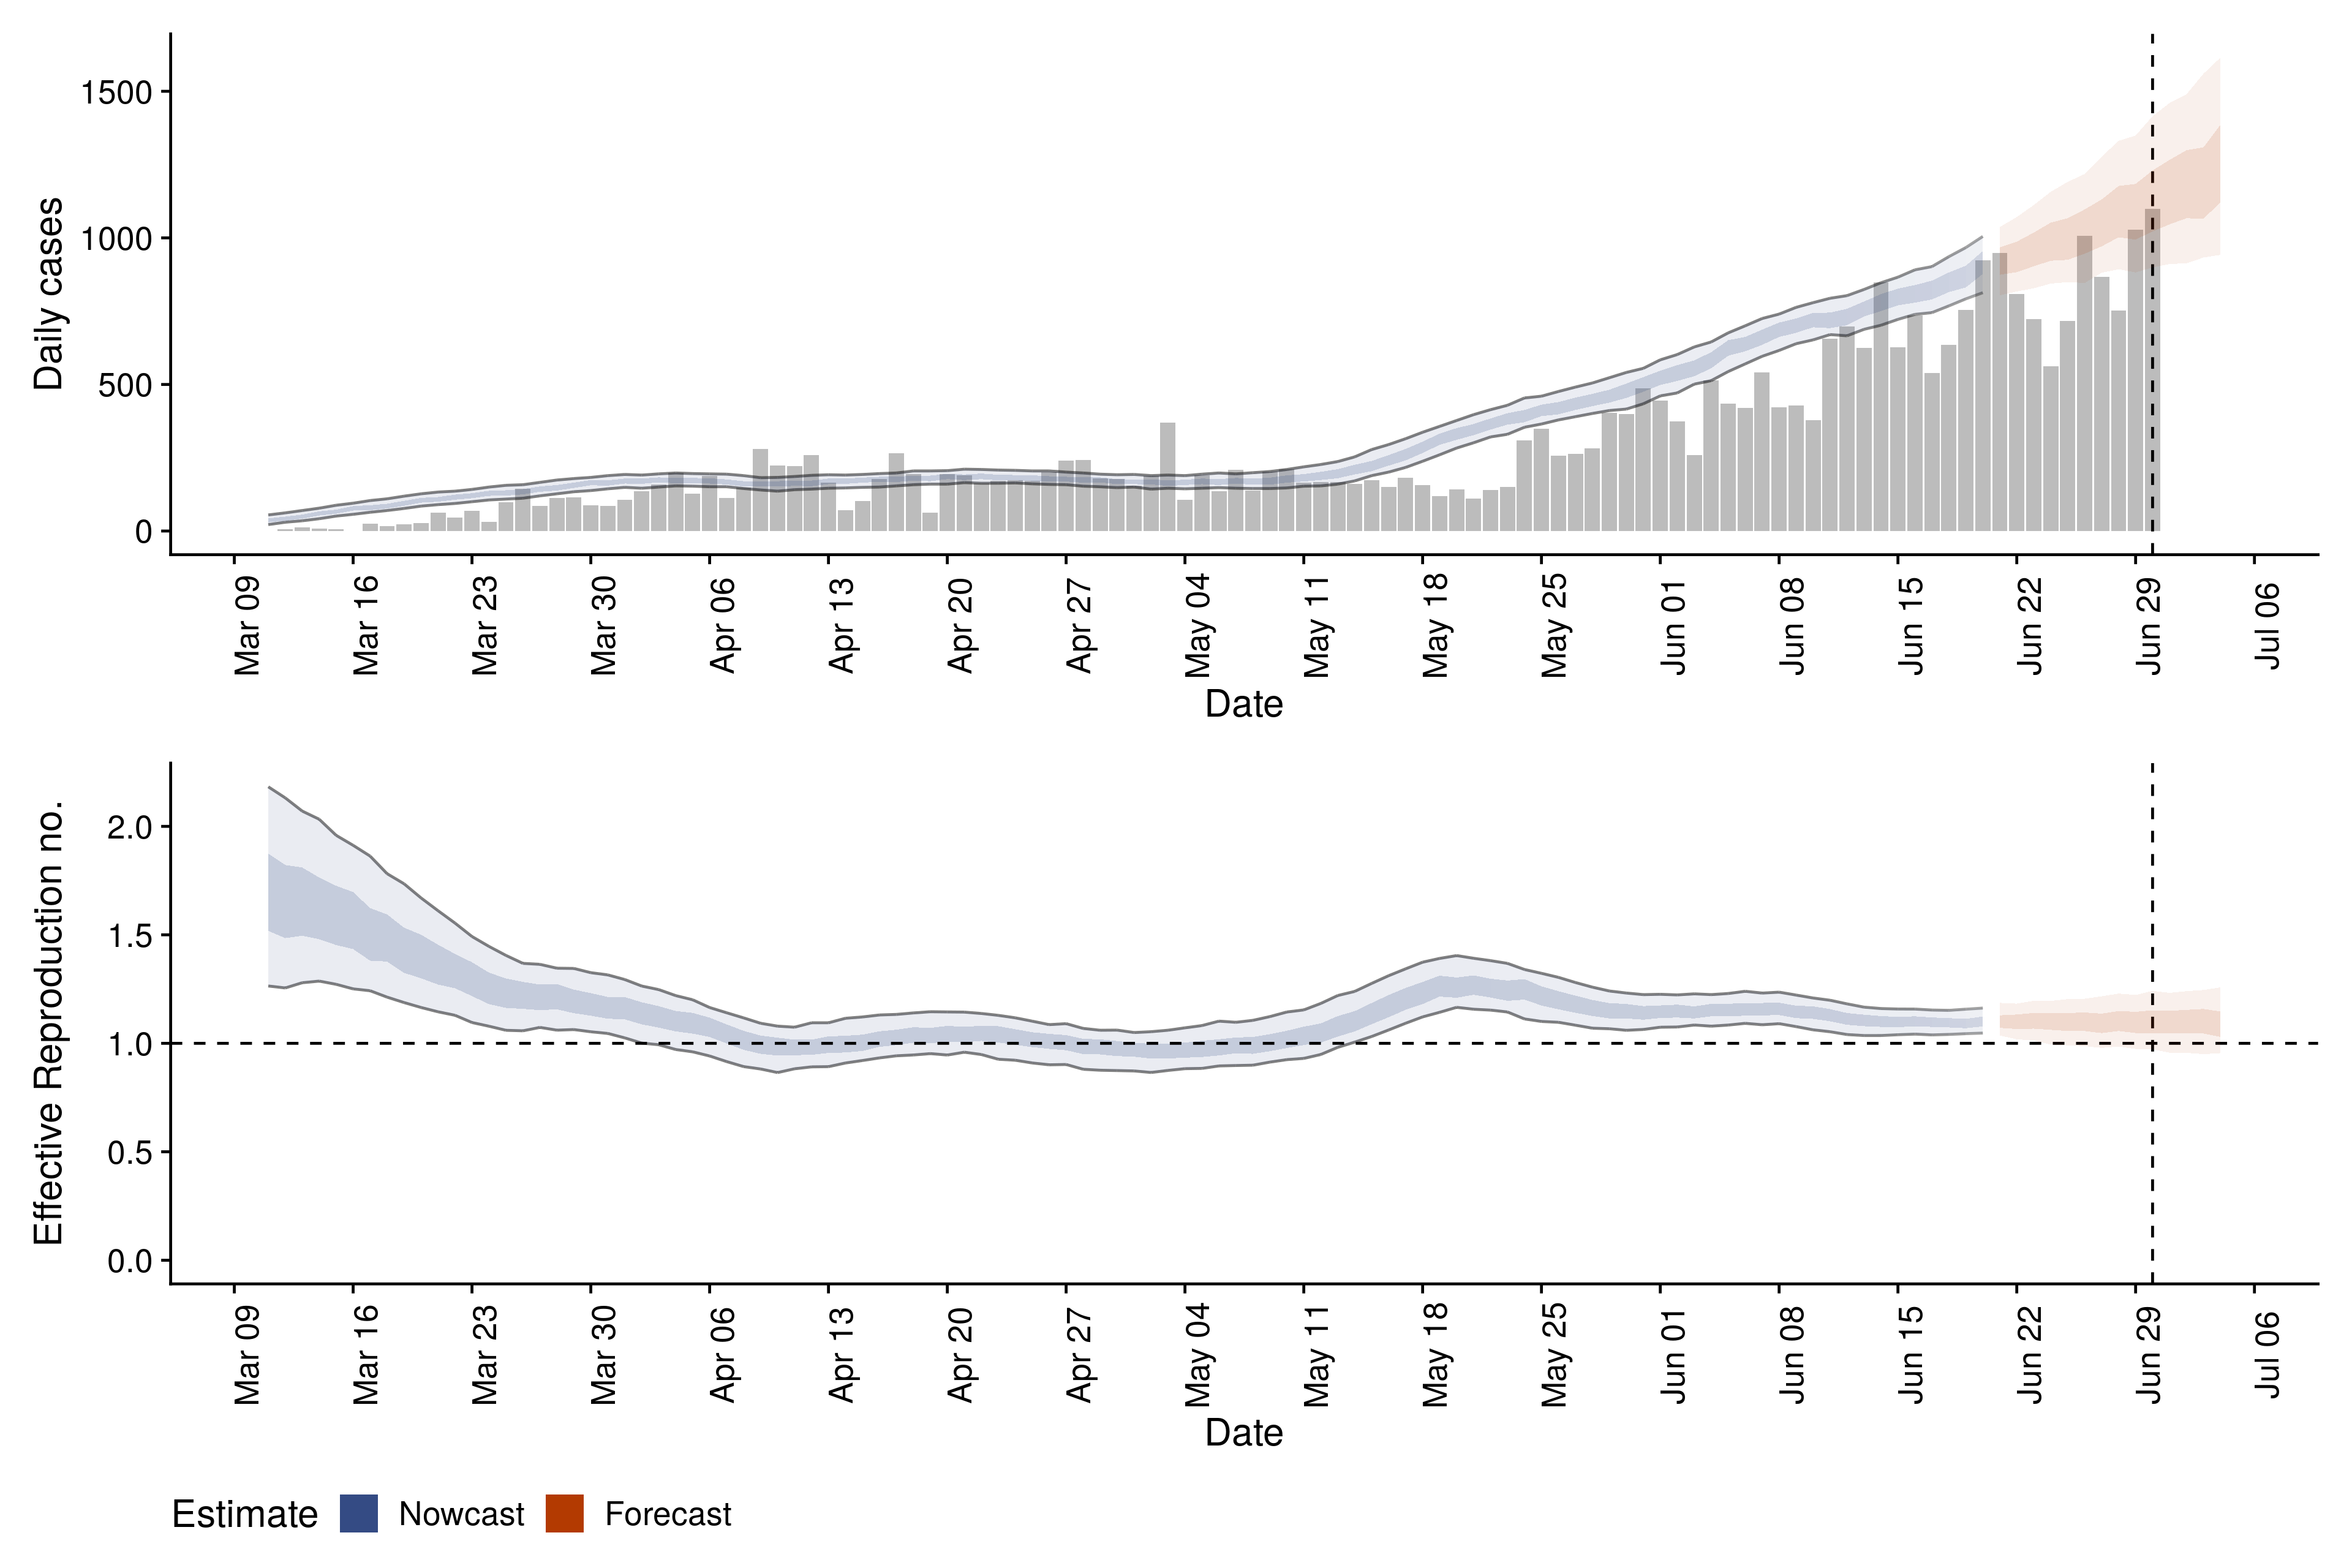 Daily cases
1500
1000
500
0
Mar 09
Mar 16
Mar 23
Mar 30
Apr 06
Apr 13
Apr 20
Apr 27
May 04
May 11
May 18
May 25
Jun 01
Jun 08
Jun 15
Jun 22
Jun 29
Jul 06
Date
Effective Reproduction no.
2.0
1.5
1.0
0.5
0.0
Mar 09
Mar 16
Mar 23
Mar 30
Apr 06
Apr 13
Apr 20
Apr 27
May 04
May 11
May 18
May 25
Jun 01
Jun 08
Jun 15
Jun 22
Jun 29
Jul 06
Date
Estimate Nowcast Forecast